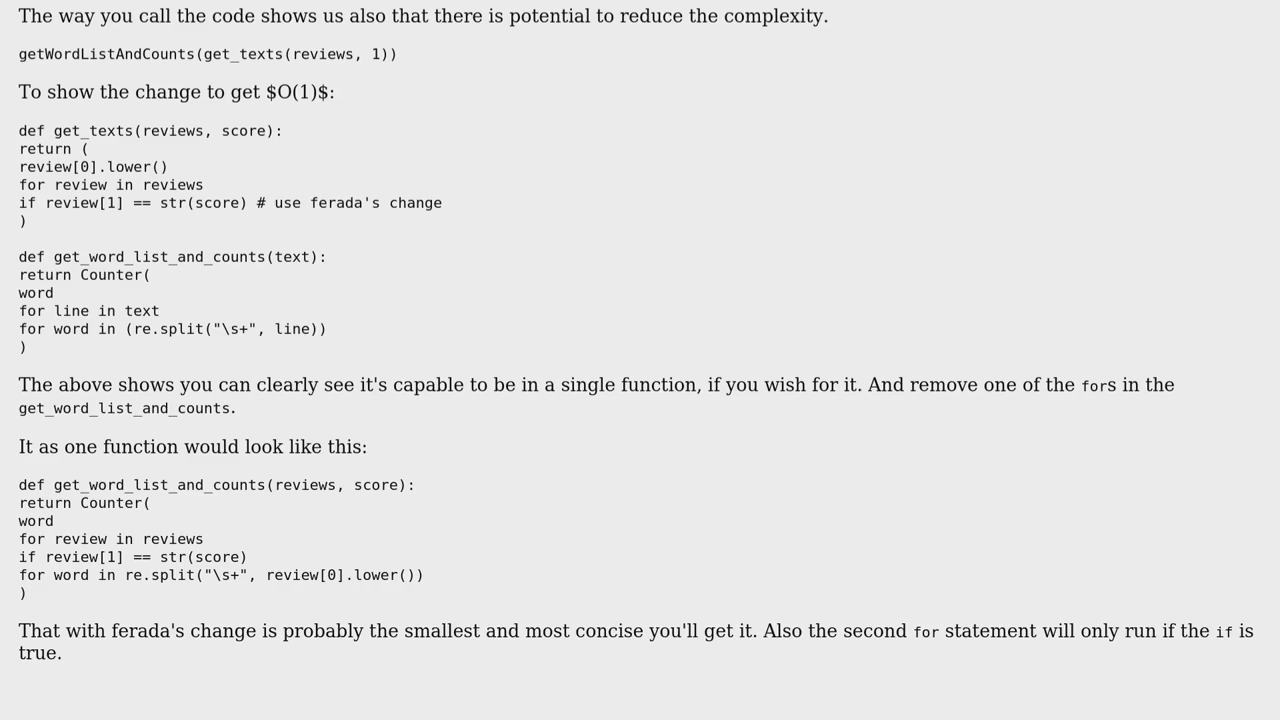 The way you call the code shows us also that there is potential to reduce the complexity.
getWordListAndCounts(get_texts(reviews, 1))
To show the change to get $O(1)$:
def get_texts(reviews, score):
return (
review[0].lower()
for review in reviews
if review[1] == str(score) # use ferada's change
)
def get_word_list_and_counts(text):
return Counter(
word
for line in text
for word in (re.split("\s+", line))
)
The above shows you can clearly see it's capable to be in a single function, if you wish for it. And remove one of the fors in the
get_word_list_and_counts.
It as one function would look like this:
def get_word_list_and_counts(reviews, score):
return Counter(
word
for review in reviews
if review[1] == str(score)
for word in re.split("\s+", review[0].lower())
)
That with ferada's change is probably the smallest and most concise you'll get it. Also the second for statement will only run if the if is
true.